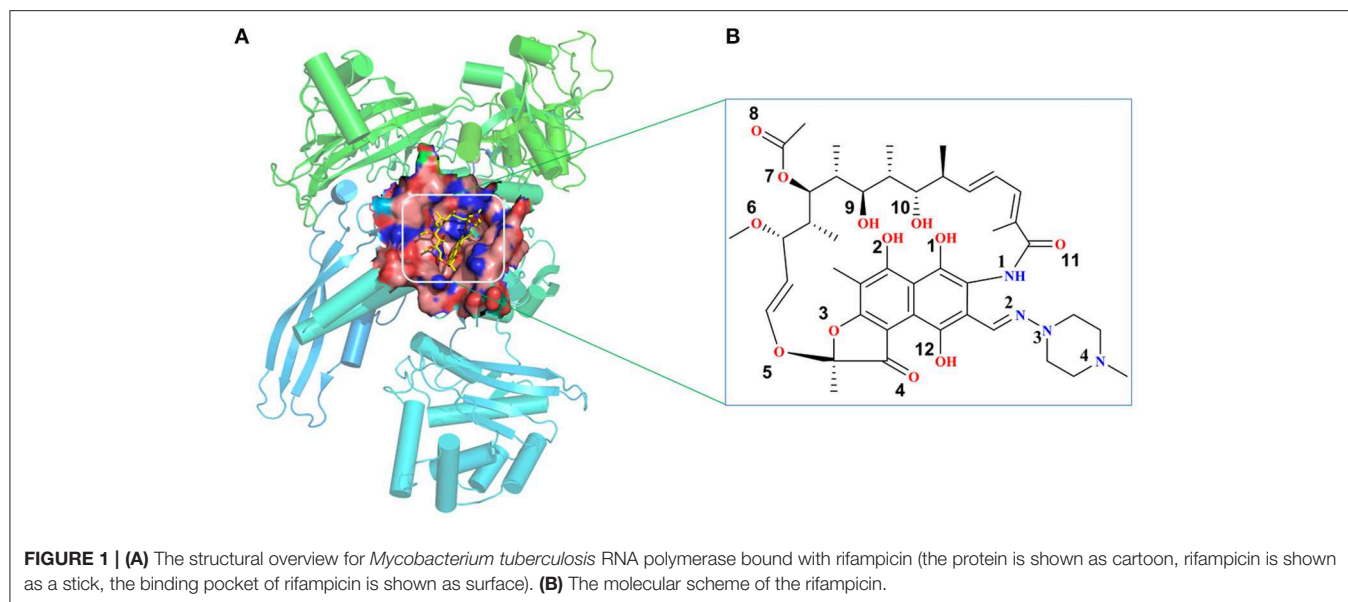 A
B
8
O
7
O
6
O
9
OH
10
OH
O
11
2
OH
1
OH
1
NH
3
O
2
N
N
3
4
N
12
OH
O
5
O
4
FIGURE 1 | (A) The structural overview for Mycobacterium tuberculosis RNA polymerase bound with rifampicin (the protein is shown as cartoon, rifampicin is shown
as a stick, the binding pocket of rifampicin is shown as surface). (B) The molecular scheme of the rifampicin.